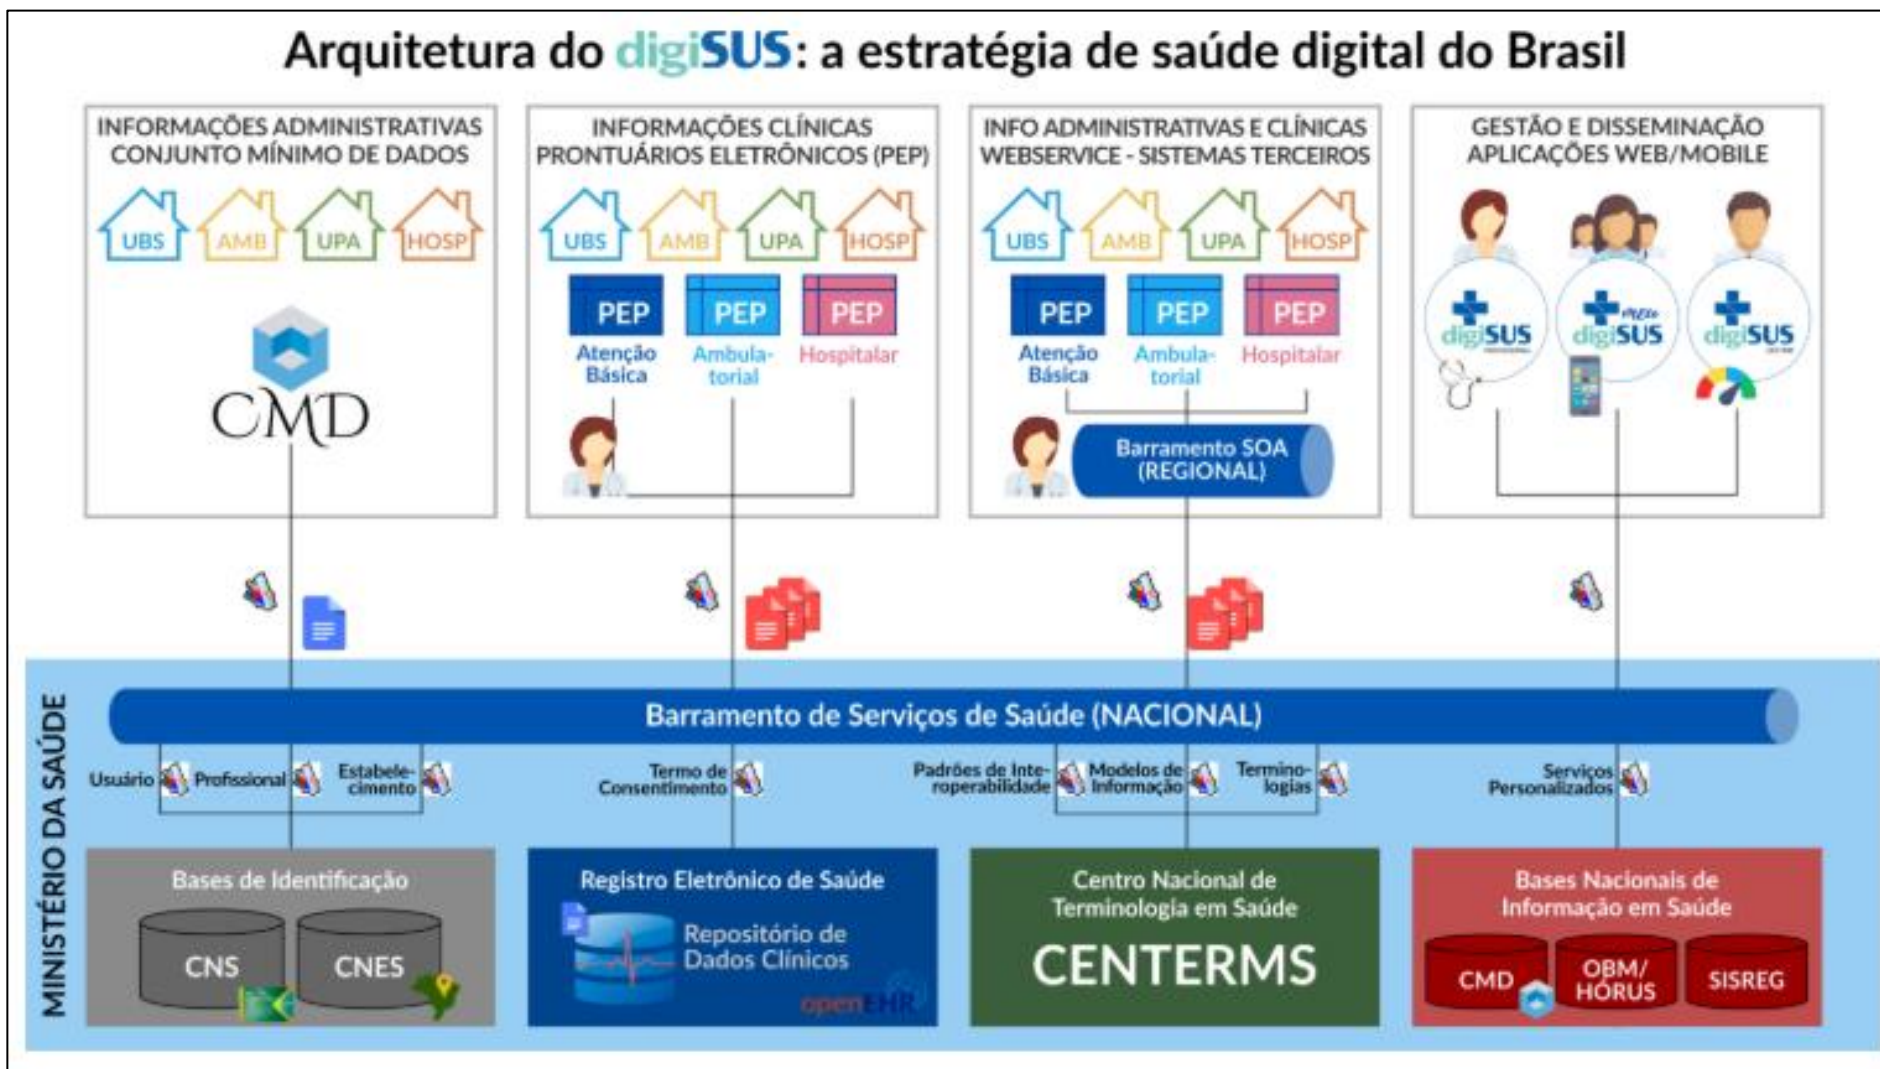 Arquitetura do digiSUS: a estratégia de saúde digital do Brasil
INFORMAÇÕES ADMINISTRATIVAS
CONJUNTO MÍNIMO DE DADOS
UBS
AMB
UPA
HOSP
CMD
INFORMAÇÕES CLÍNICAS
PRONTUÁRIOS ELETRÔNICOS (PEP)
UBS
AMB
UPA
HOSP
PEP
PEP
PEP
Atenção
Básica
Ambula-
torial
Hospitalar
INFO ADMINISTRATIVAS E CLÍNICAS
WEBSERVICE - SISTEMAS TERCEIROS
UBS
AMB
UPA
HOSP
PEP
PEP
PEP
Atenção
Básica
Ambula-
torial
Hospitalar
Barramento SOA
(REGIONAL)
GESTÃO E DISSEMINAÇÃO
APLICAÇÕES WEB/MOBILE
digiSUS
digiSUS
digiSUS
MINISTÉRIO DA SAÚDE
Barramento de Serviços de Saúde (NACIONAL)
Usuário
Profissional
Estabele-
cimento
Termo de
Consentimento
Padrões de Inte-
roperabilidade
Modelos de
Informação
Termino-
logias
Serviços
Personalizados
Bases de Identificação
CNS
CNES
Registro Eletrônico de Saúde
Repositório de
Dados Clínicos
openEHR
Centro Nacional de
Terminologia em Saúde
CENTERMS
Bases Nacionais de
Informação em Saúde
CMD
OBM/
HÓRUS
SISREG